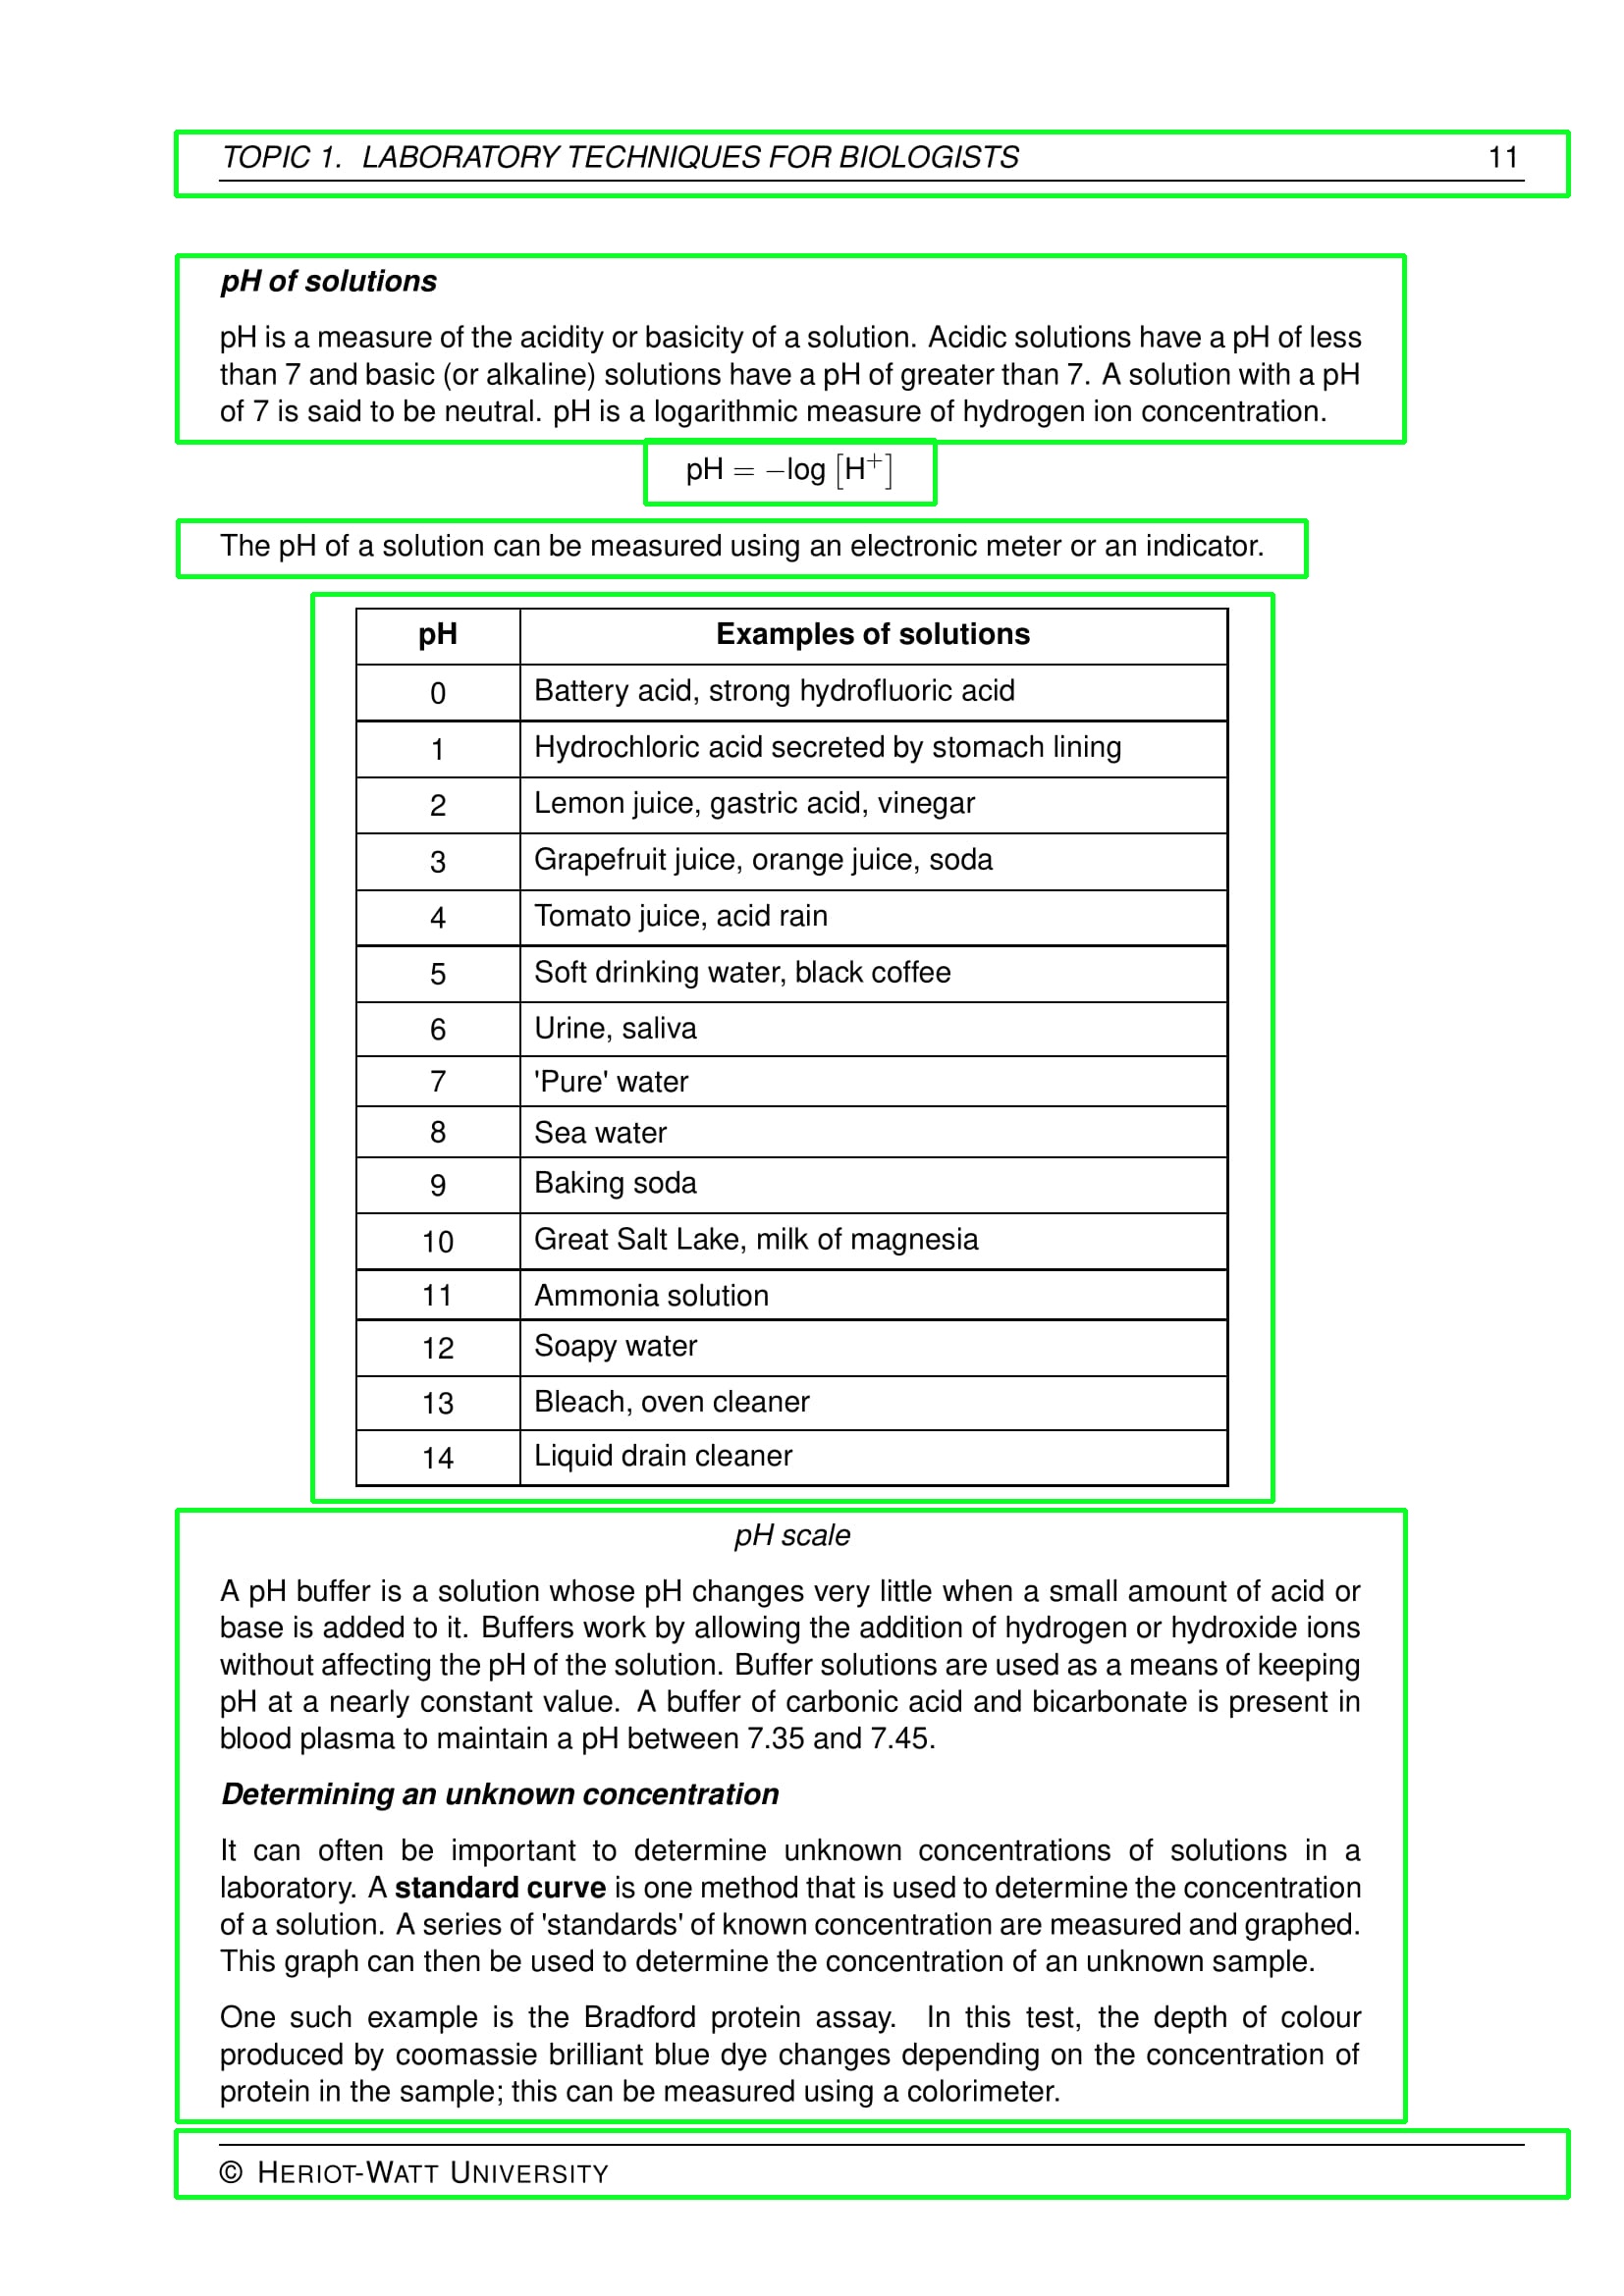 TOPIC 1. LABORATORY TECHNIQUES FOR BIOLOGISTS 11
pH of solutions
pH is a measure of the acidity or basicity of a solution. Acidic solutions have a pH of less
than 7 and basic (or alkaline) solutions have a pH of greater than 7. A solution with a pH
of 7 is said to be neutral. pH is a logarithmic measure of hydrogen ion concentration.
pH = −log [H⁺]
The pH of a solution can be measured using an electronic meter or an indicator.
pH Examples of solutions
0 Battery acid, strong hydrofluoric acid
1 Hydrochloric acid secreted by stomach lining
2 Lemon juice, gastric acid, vinegar
3 Grapefruit juice, orange juice, soda
4 Tomato juice, acid rain
5 Soft drinking water, black coffee
6 Urine, saliva
7 'Pure' water
8 Sea water
9 Baking soda
10 Great Salt Lake, milk of magnesia
11 Ammonia solution
12 Soapy water
13 Bleach, oven cleaner
14 Liquid drain cleaner
pH scale
A pH buffer is a solution whose pH changes very little when a small amount of acid or
base is added to it. Buffers work by allowing the addition of hydrogen or hydroxide ions
without affecting the pH of the solution. Buffer solutions are used as a means of keeping
pH at a nearly constant value. A buffer of carbonic acid and bicarbonate is present in
blood plasma to maintain a pH between 7.35 and 7.45.
Determining an unknown concentration
It can often be important to determine unknown concentrations of solutions in a
laboratory. A standard curve is one method that is used to determine the concentration
of a solution. A series of 'standards' of known concentration are measured and graphed.
This graph can then be used to determine the concentration of an unknown sample.
One such example is the Bradford protein assay. In this test, the depth of colour
produced by coomassie brilliant blue dye changes depending on the concentration of
protein in the sample; this can be measured using a colorimeter.
© HERIOT-WATT UNIVERSITY